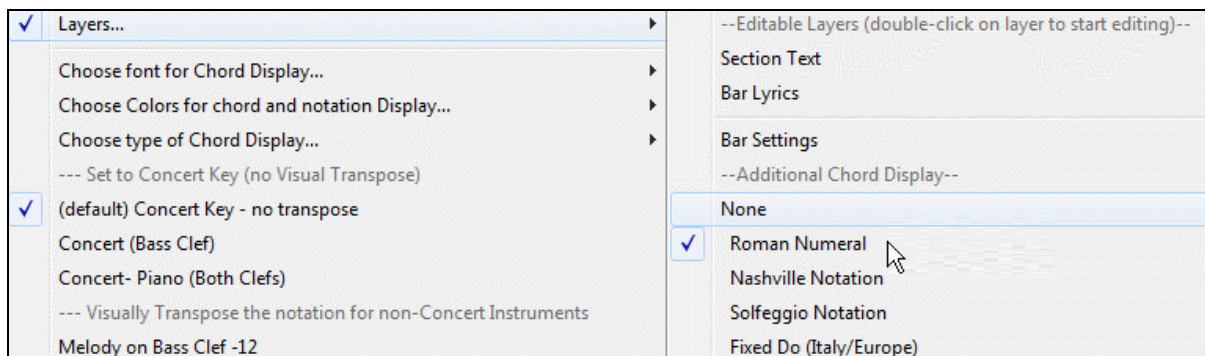 Layers...
Choose font for Chord Display...
Choose Colors for chord and notation Display...
Choose type of Chord Display...
--- Set to Concert Key (no Visual Transpose)
(default) Concert Key - no transpose
Concert (Bass Clef)
Concert- Piano (Both Clefs)
--- Visually Transpose the notation for non-Concert Instruments
Melody on Bass Clef -12
--Editable Layers (double-click on layer to start editing)--
Section Text
Bar Lyrics
Bar Settings
--Additional Chord Display--
None
Roman Numeral
Nashville Notation
Solfeggio Notation
Fixed Do (Italy/Europe)